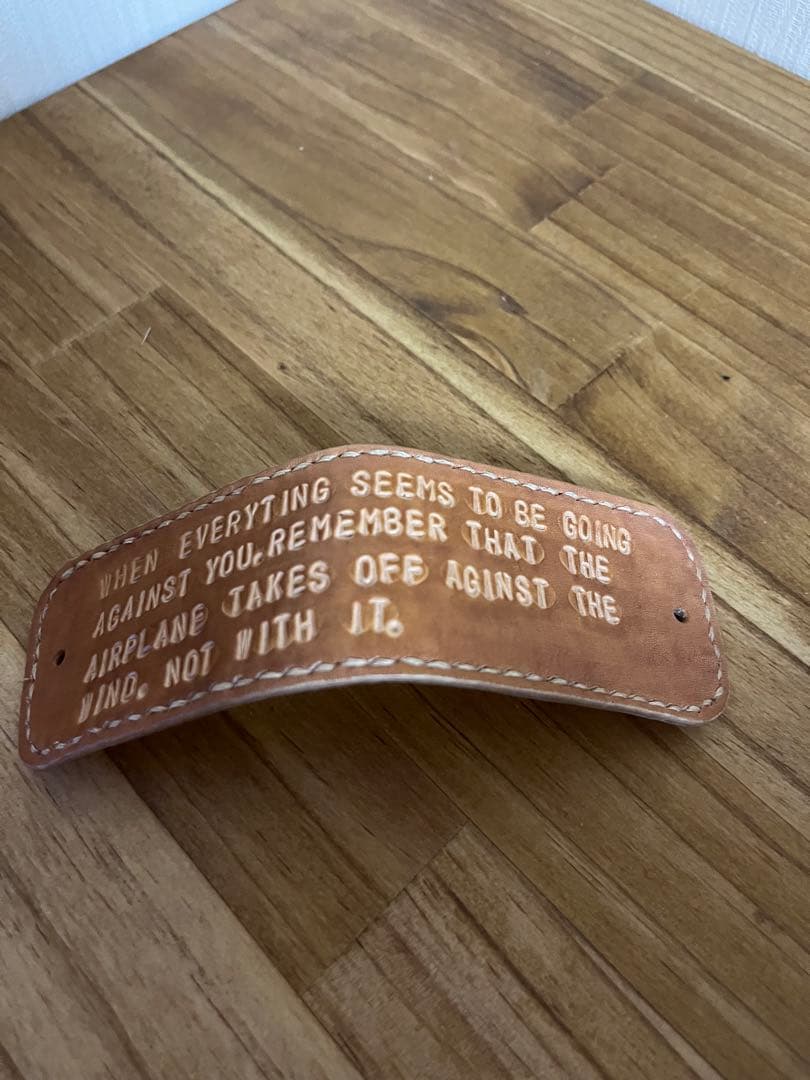 WHEN EVERYTING SEEMS TO BE GOING
AGAINST YOU.REMEMBER THAT THE
AIRPLANE TAKES OFF AGINST THE
WIND. NOT WITH IT.